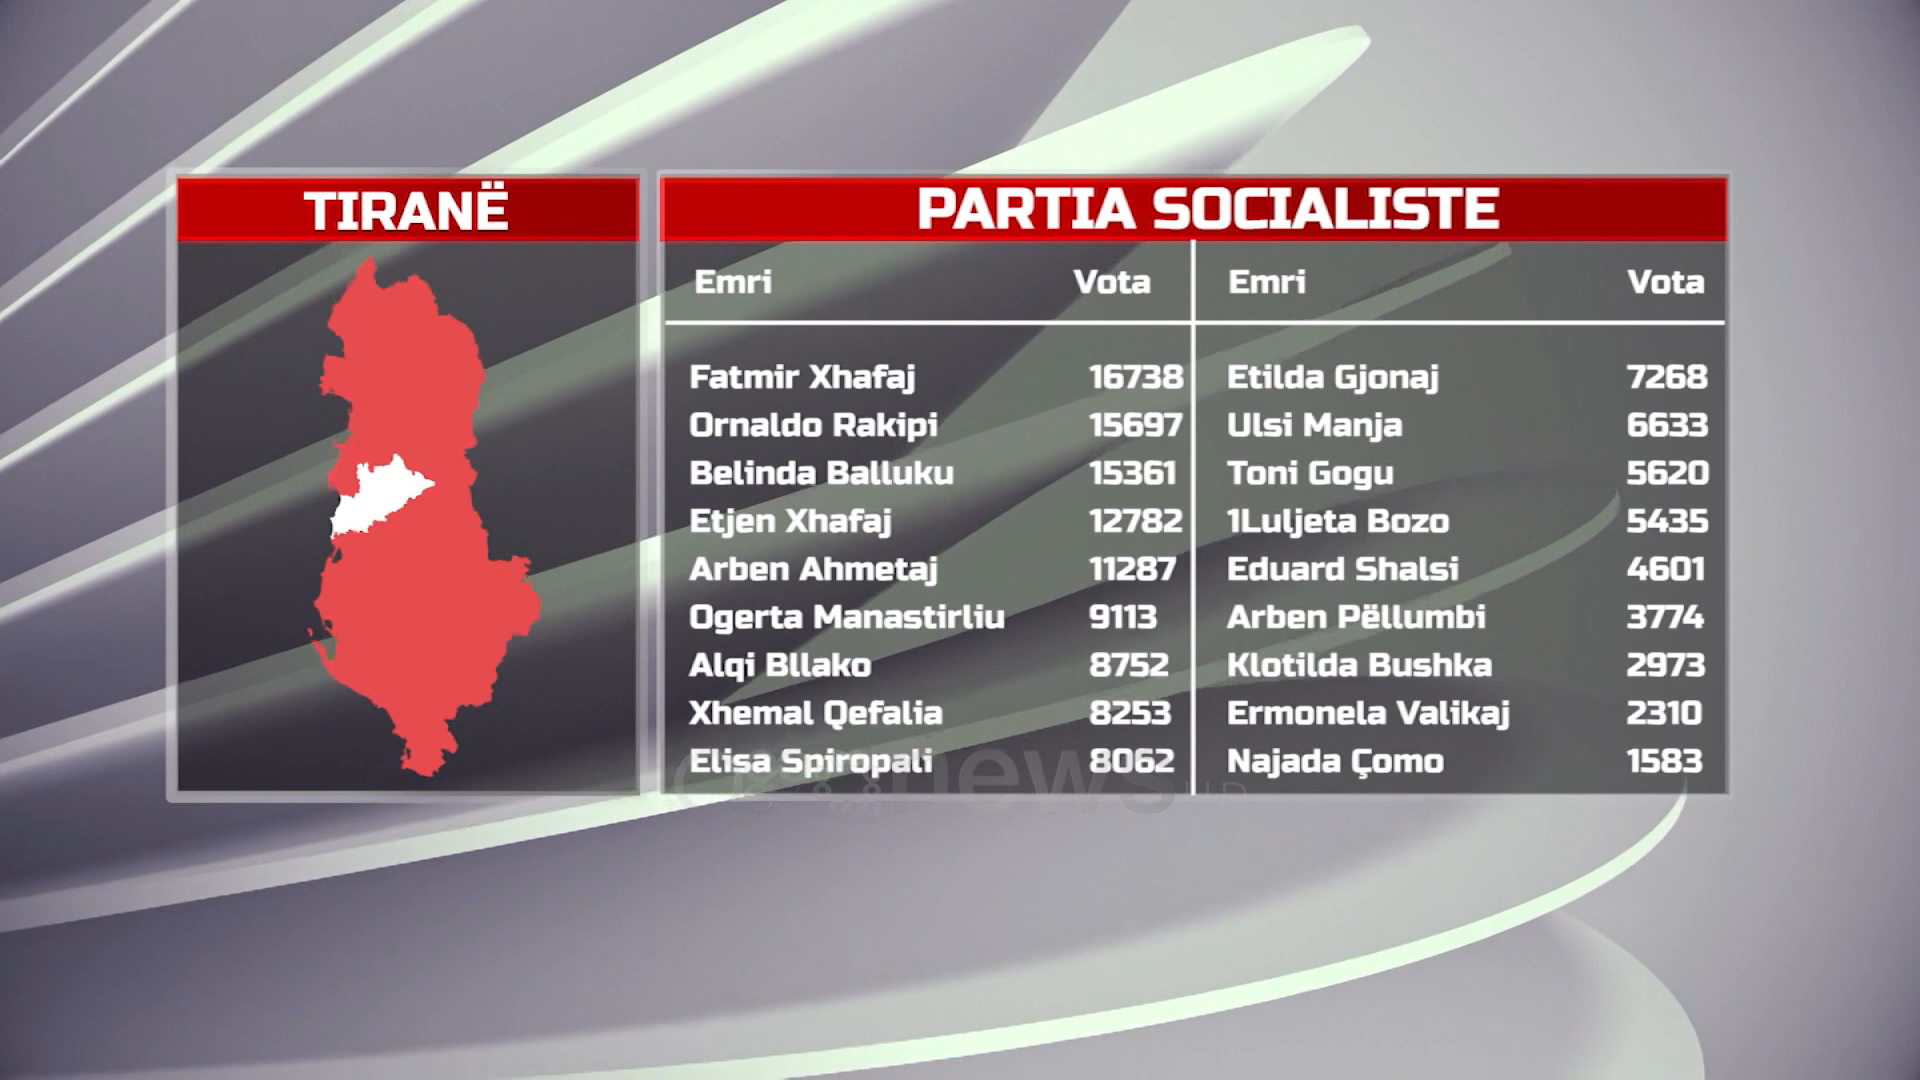 TIRANË
PARTIA SOCIALISTE
Emri Vota
Fatmir Xhafaj 16738
Ornaldo Rakipi 15697
Belinda Balluku 15361
Etjen Xhafaj 12782
Arben Ahmetaj 11287
Ogerta Manastirliu 9113
Alqi Bllako 8752
Xhemal Qefalia 8253
Elisa Spiropali 8062
Emri Vota
Etilda Gjonaj 7268
Ulsi Manja 6633
Toni Gogu 5620
1Luljeta Bozo 5435
Eduard Shalsi 4601
Arben Pëllumbi 3774
Klotilda Bushka 2973
Ermonela Valikaj 2310
Najada Çomo 1583
news